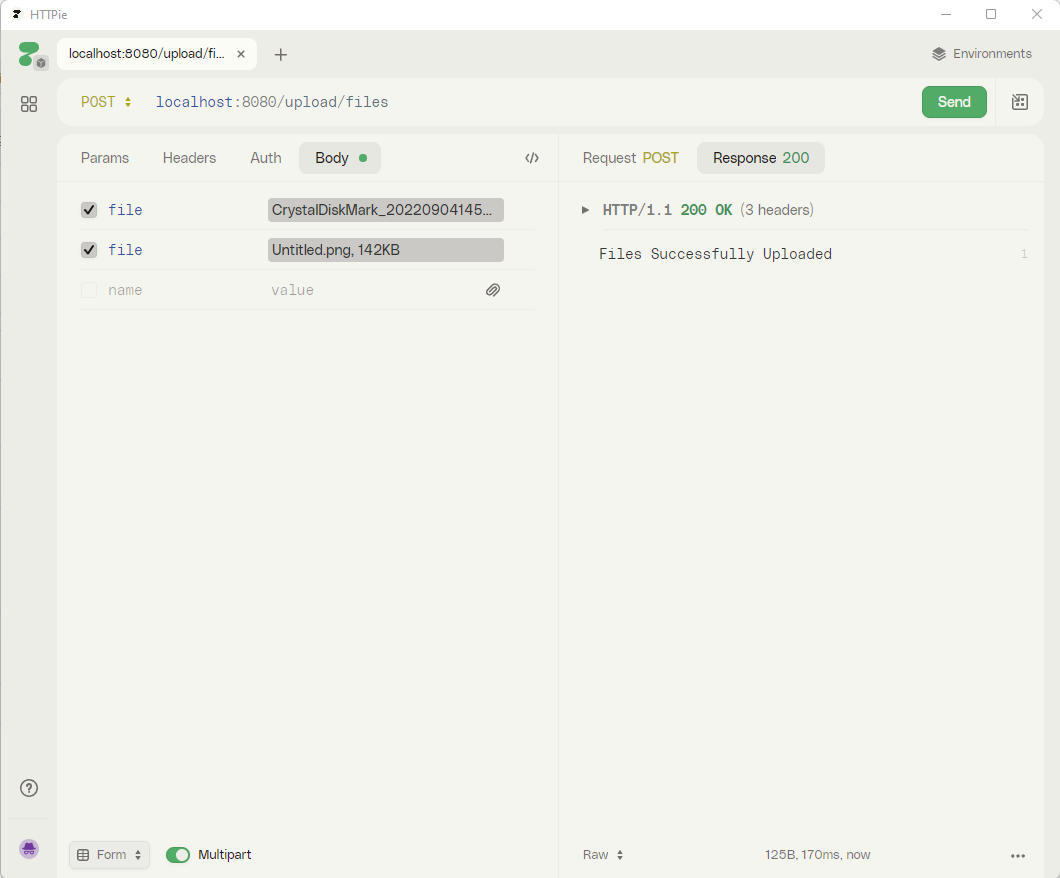 HTTPie
localhost:8080/upload/fi...
Environments
POST localhost:8080/upload/files Send
Params Headers Auth Body
Request POST Response 200
file CrystalDiskMark_20220904145...
file Untitled.png, 142KB
name value
HTTP/1.1 200 OK (3 headers)
Files Successfully Uploaded 1
Form Multipart
Raw 125B, 170ms, now